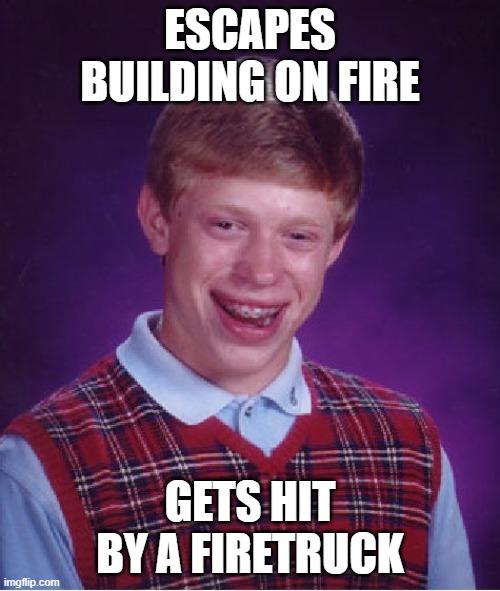 ESCAPES
BUILDING ON FIRE
GETS HIT
BY A FIRETRUCK
imgflip.com